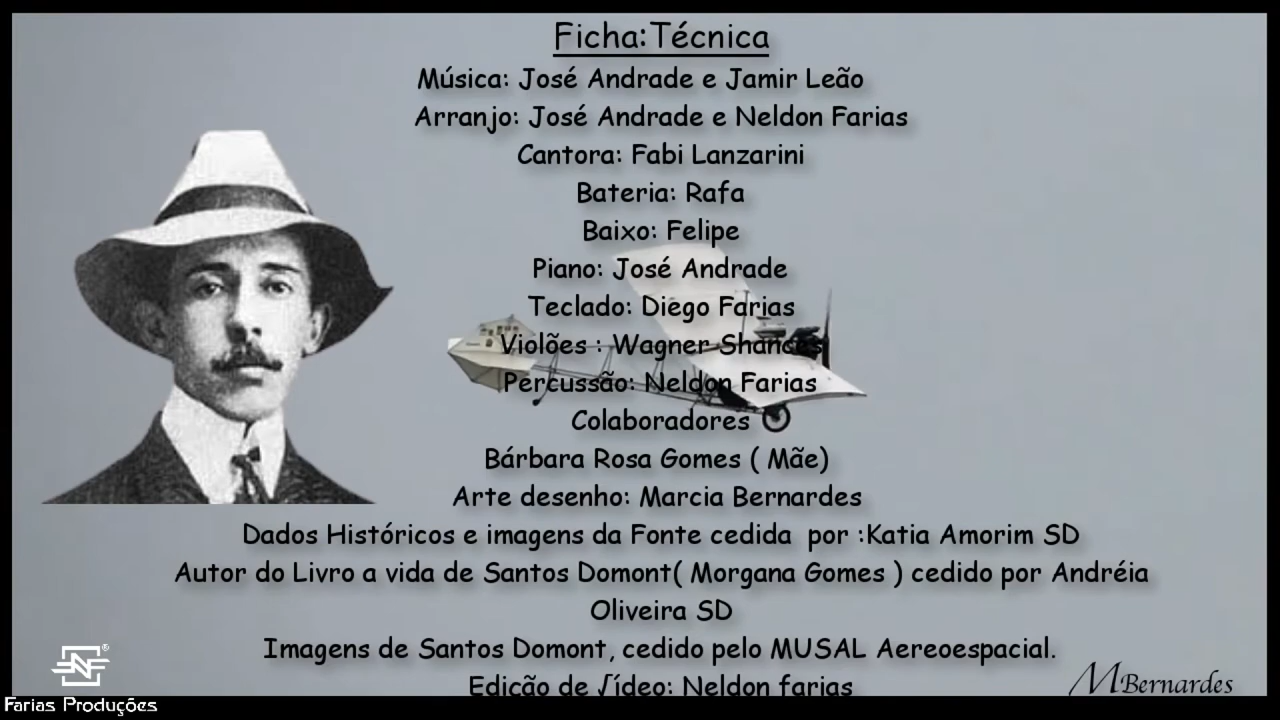 Ficha:Técnica
Música: José Andrade e Jamir Leão
Arranjo: José Andrade e Neldon Farias
Cantora: Fabi Lanzarini
Bateria: Rafa
Baixo: Felipe
Piano: José Andrade
Teclado: Diego Farias
Violões : Wagner Shances
Percussão: Neldon Farias
Colaboradores
Bárbara Rosa Gomes ( Mãe)
Arte desenho: Marcia Bernardes
Dados Históricos e imagens da Fonte cedida por :Katia Amorim SD
Autor do Livro a vida de Santos Domont( Morgana Gomes ) cedido por Andréia
Oliveira SD
Imagens de Santos Domont, cedido pelo MUSAL Aereoespacial.
Edição de √ídeo: Neldon farias
MBernardes
NF®
Farias Produções